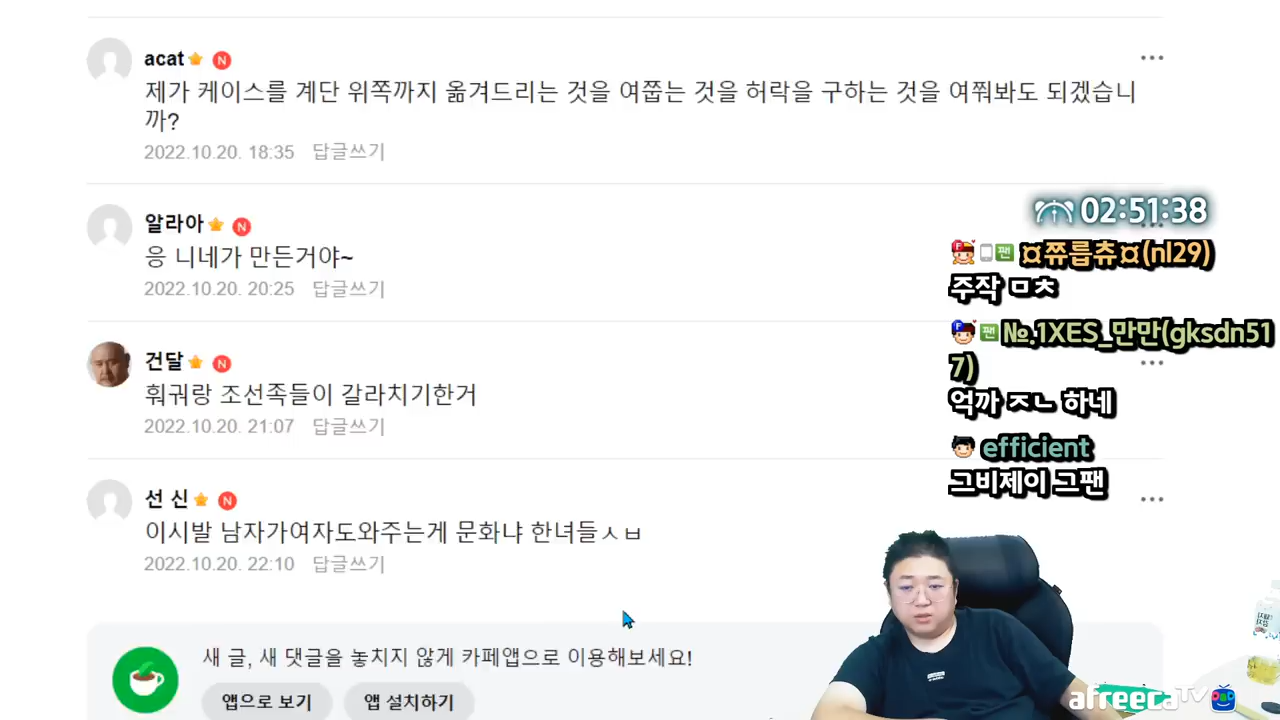 acat
제가 케이스를 계단 위쪽까지 옮겨드리는 것을 여쭙는 것을 허락을 구하는 것을 여쭤봐도 되겠습니
까?
2022.10.20. 18:35 답글쓰기
알라아
응 니네가 만든거야~
2022.10.20. 20:25 답글쓰기
건달
훠궈랑 조선족들이 갈라치기한거
2022.10.20. 21:07 답글쓰기
선 신
이시발 남자가여자도와주는게 문화냐 한녀들ㅅㅂ
2022.10.20. 22:10 답글쓰기
새 글, 새 댓글을 놓치지 않게 카페앱으로 이용해보세요!
앱으로 보기 앱 설치하기
02:51:38
F 팬 ¤쮸릅츄¤(nl29)
주작 ㅁㅊ
F 팬 №.1XES_만만(gksdn51
7)
억까 ㅈㄴ 하네
efficient
그비제이 그팬
afreecaTV